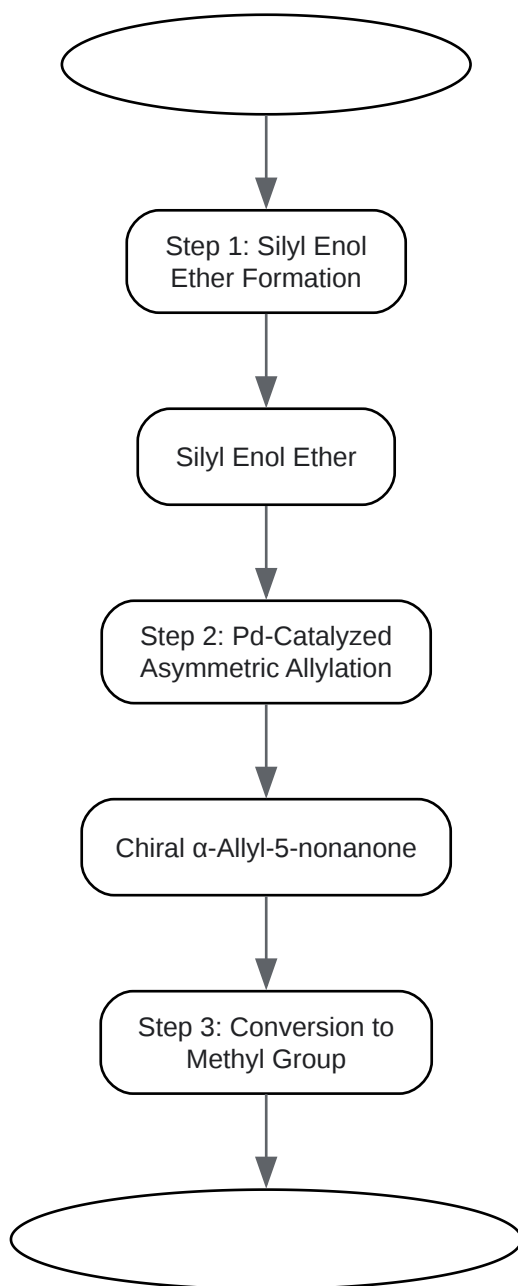 Step 1: Silyl Enol
Ether Formation
Silyl Enol Ether
Step 2: Pd-Catalyzed
Asymmetric Allylation
Chiral α-Allyl-5-nonanone
Step 3: Conversion to
Methyl Group